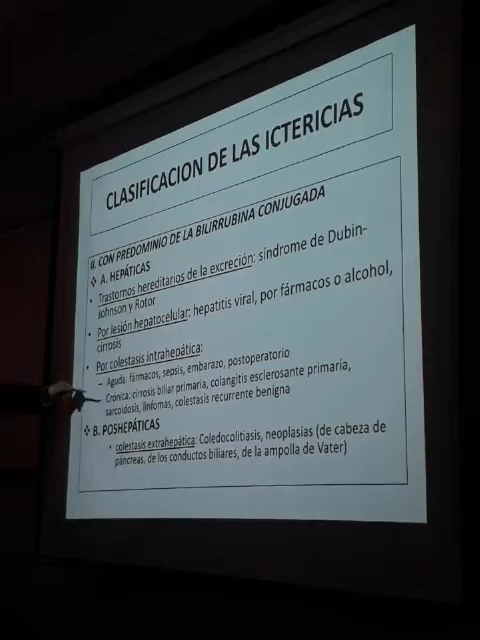 CLASIFICACION DE LAS ICTERICIAS
II. CON PREDOMINIO DE LA BILIRRUBINA CONJUGADA
❖ A. HEPÁTICAS
• Trastornos hereditarios de la excreción: síndrome de Dubin-
Johnson y Rotor
• Por lesión hepatocelular: hepatitis viral, por fármacos o alcohol,
cirrosis
• Por colestasis intrahepática:
– Aguda: fármacos, sepsis, embarazo, postoperatorio
– Crónica: cirrosis biliar primaria, colangitis esclerosante primaría,
sarcoidosis, linfomas, colestasis recurrente benigna
❖ B. POSHEPÁTICAS
• colestasis extrahepática: Coledocolitiasis, neoplasias (de cabeza de
páncreas, de los conductos biliares, de la ampolla de Vater)